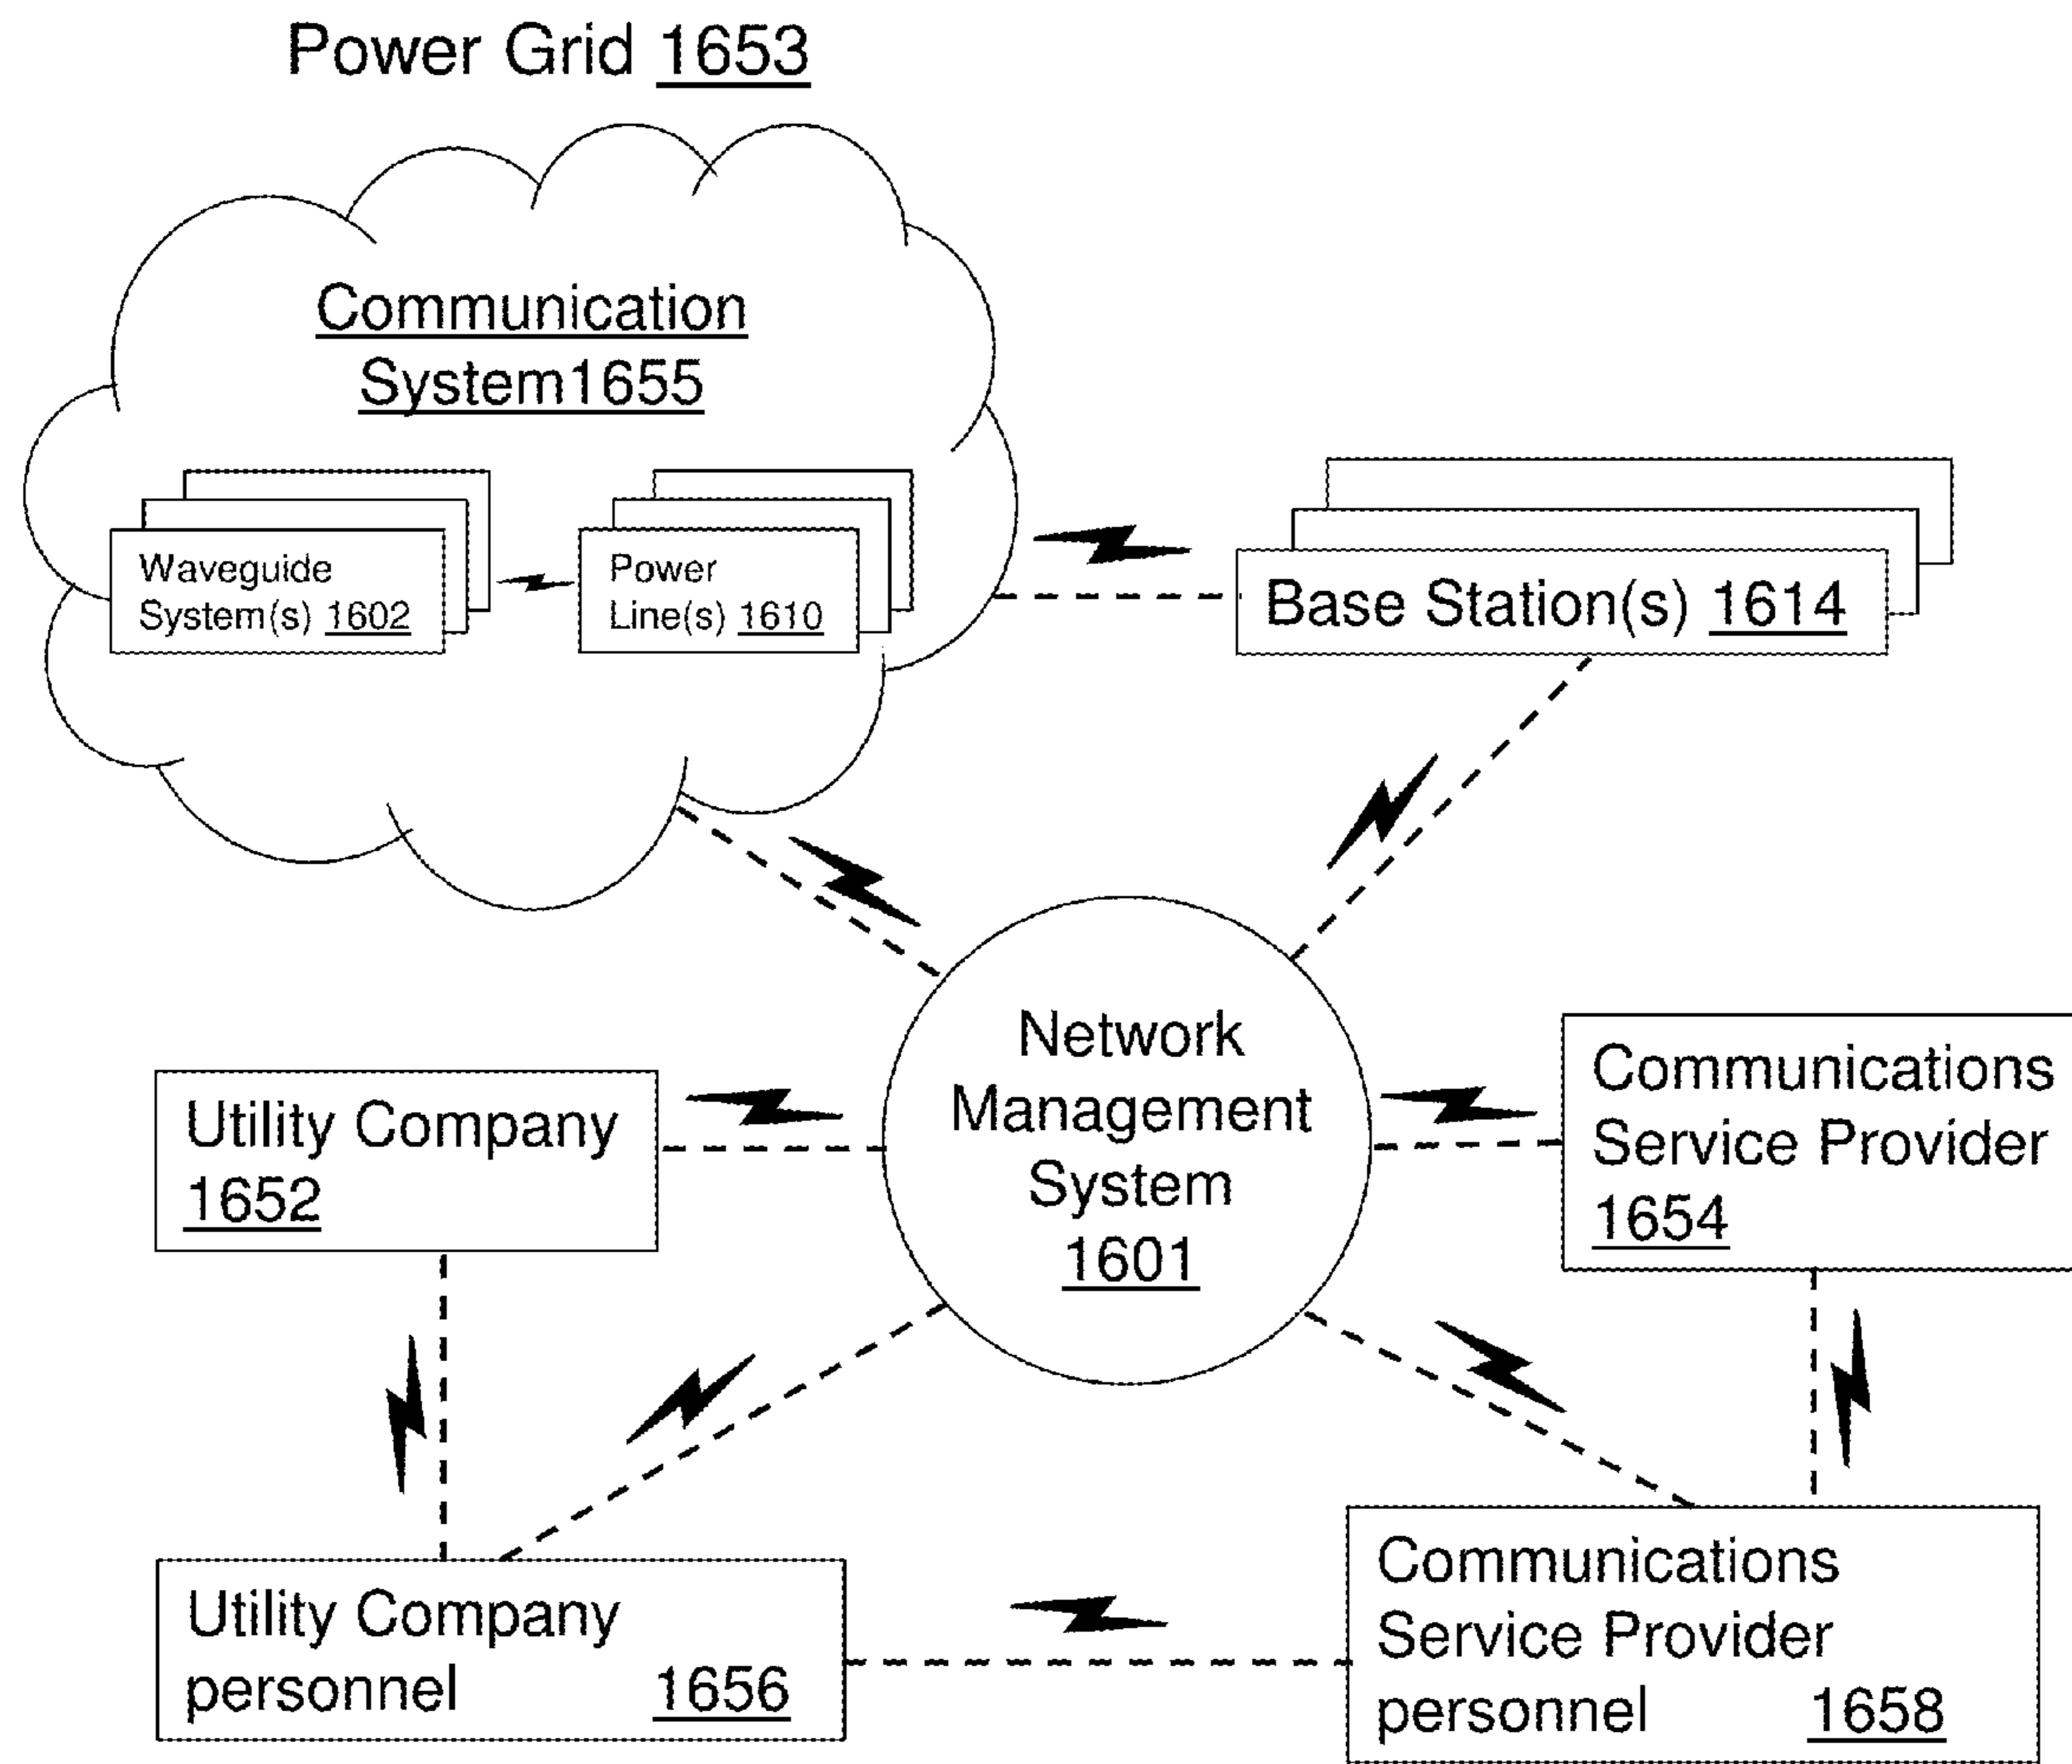 Power Grid 1653
Communication
System1655
Waveguide
System(s) 1602
Power
Line(s) 1610
Base Station(s) 1614
Network
Management
System
1601
Utility Company
1652
Communications
Service Provider
1654
Utility Company
personnel 1656
Communications
Service Provider
personnel 1658